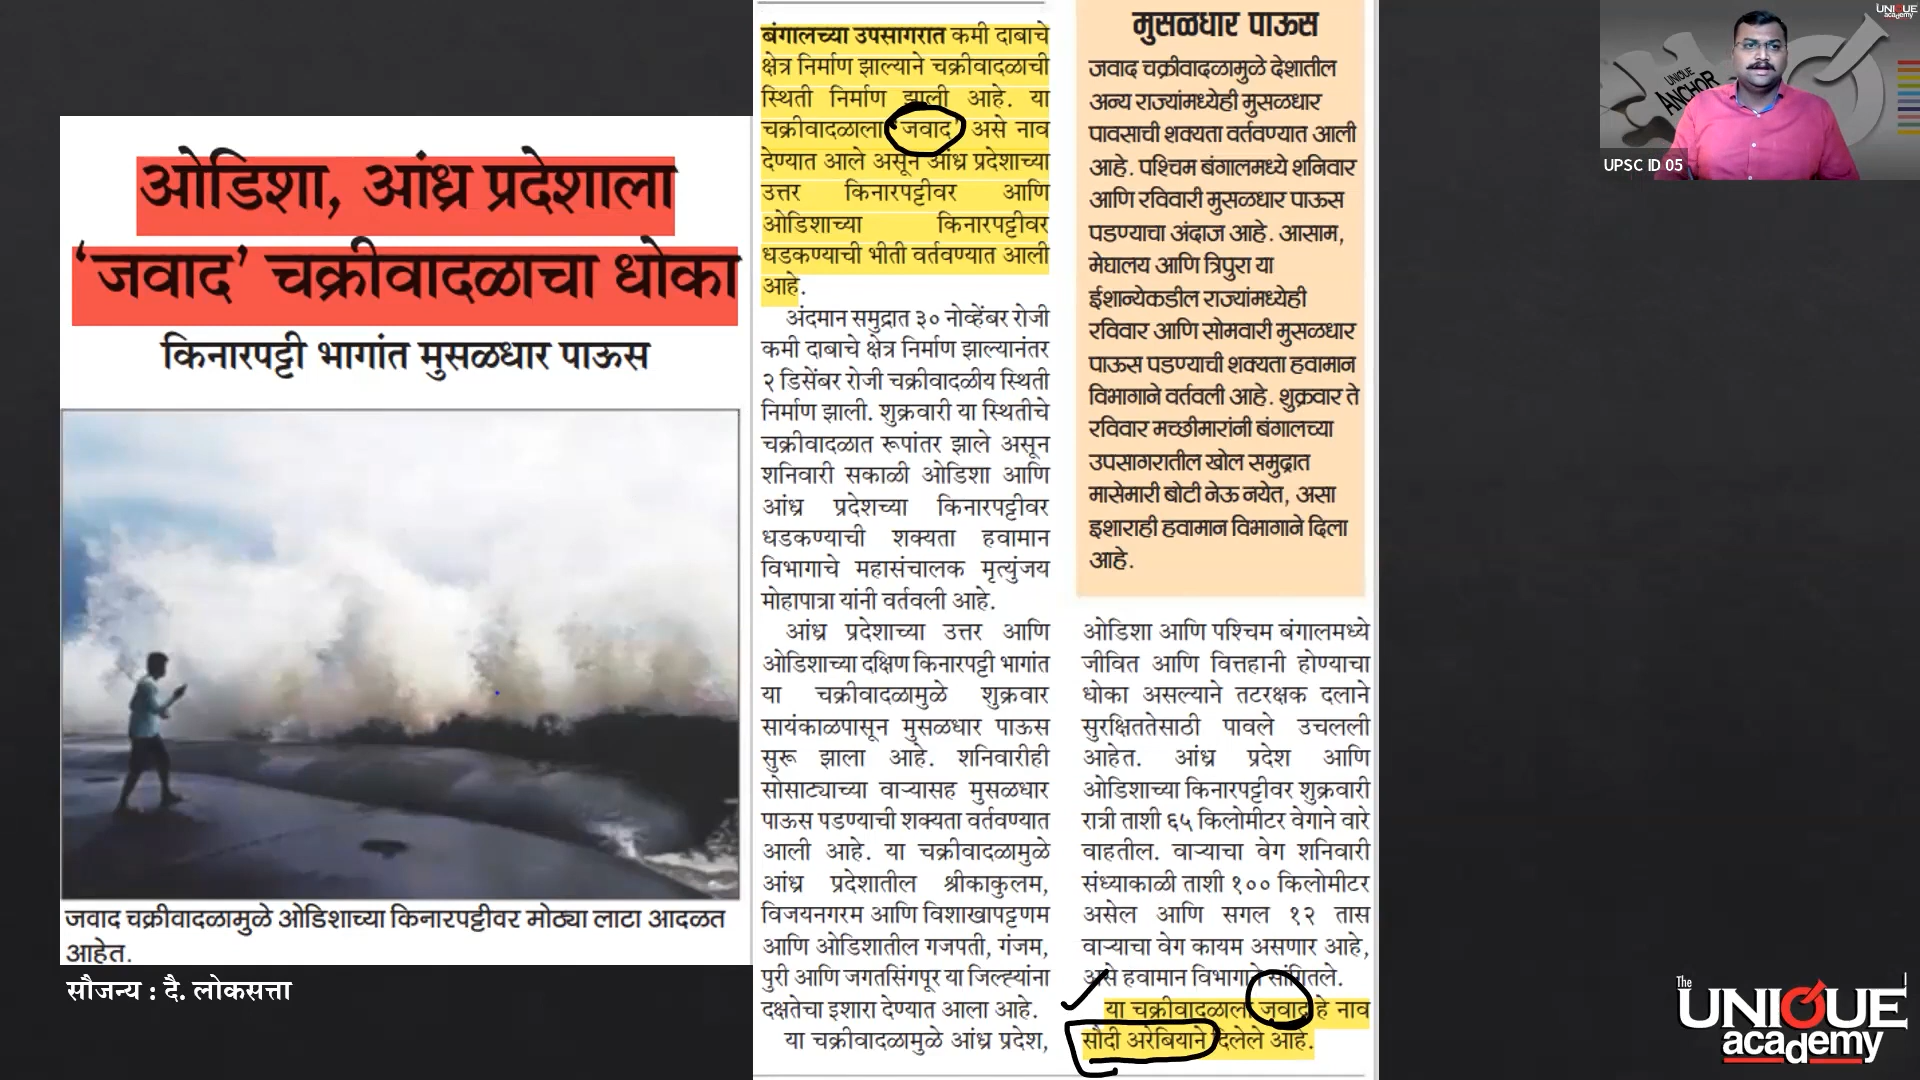 ओडिशा, आंध्र प्रदेशाला
‘जवाद’ चक्रीवादळाचा धोका
किनारपट्टी भागांत मुसळधार पाऊस
जवाद चक्रीवादळामुळे ओडिशाच्या किनारपट्टीवर मोठ्या लाटा आदळत
आहेत.
सौजन्य : दै. लोकसत्ता
बंगालच्या उपसागरात कमी दाबाचे
क्षेत्र निर्माण झाल्याने चक्रीवादळाची
स्थिती निर्माण झाली आहे. या
चक्रीवादळाला ‘जवाद’ असे नाव
देण्यात आले असून आंध्र प्रदेशाच्या
उत्तर किनारपट्टीवर आणि
ओडिशाच्या किनारपट्टीवर
धडकण्याची भीती वर्तवण्यात आली
आहे.
अंदमान समुद्रात ३० नोव्हेंबर रोजी
कमी दाबाचे क्षेत्र निर्माण झाल्यानंतर
२ डिसेंबर रोजी चक्रीवादळीय स्थिती
निर्माण झाली. शुक्रवारी या स्थितीचे
चक्रीवादळात रूपांतर झाले असून
शनिवारी सकाळी ओडिशा आणि
आंध्र प्रदेशच्या किनारपट्टीवर
धडकण्याची शक्यता हवामान
विभागाचे महासंचालक मृत्युंजय
मोहापात्रा यांनी वर्तवली आहे.
आंध्र प्रदेशाच्या उत्तर आणि
ओडिशाच्या दक्षिण किनारपट्टी भागांत
या चक्रीवादळामुळे शुक्रवार
सायंकाळपासून मुसळधार पाऊस
सुरू झाला आहे. शनिवारीही
सोसाट्याच्या वाऱ्यासह मुसळधार
पाऊस पडण्याची शक्यता वर्तवण्यात
आली आहे. या चक्रीवादळामुळे
आंध्र प्रदेशातील श्रीकाकुलम,
विजयनगरम आणि विशाखापट्टणम
आणि ओडिशातील गजपती, गंजम,
पुरी आणि जगतसिंगपूर या जिल्ह्यांना
दक्षतेचा इशारा देण्यात आला आहे.
या चक्रीवादळामुळे आंध्र प्रदेश,
मुसळधार पाऊस
जवाद चक्रीवादळामुळे देशातील
अन्य राज्यांमध्येही मुसळधार
पावसाची शक्यता वर्तवण्यात आली
आहे. पश्चिम बंगालमध्ये शनिवार
आणि रविवारी मुसळधार पाऊस
पडण्याचा अंदाज आहे. आसाम,
मेघालय आणि त्रिपुरा या
ईशान्येकडील राज्यांमध्येही
रविवार आणि सोमवारी मुसळधार
पाऊस पडण्याची शक्यता हवामान
विभागाने वर्तवली आहे. शुक्रवार ते
रविवार मच्छीमारांनी बंगालच्या
उपसागरातील खोल समुद्रात
मासेमारी बोटी नेऊ नयेत, असा
इशाराही हवामान विभागाने दिला
आहे.
ओडिशा आणि पश्चिम बंगालमध्ये
जीवित आणि वित्तहानी होण्याचा
धोका असल्याने तटरक्षक दलाने
सुरक्षिततेसाठी पावले उचलली
आहेत. आंध्र प्रदेश आणि
ओडिशाच्या किनारपट्टीवर शुक्रवारी
रात्री ताशी ६५ किलोमीटर वेगाने वारे
वाहतील. वाऱ्याचा वेग शनिवारी
संध्याकाळी ताशी १०० किलोमीटर
असेल आणि सगल १२ तास
वाऱ्याचा वेग कायम असणार आहे,
असे हवामान विभागाने सांगितले.
या चक्रीवादळाला जवाद हे नाव
सौदी अरेबियाने दिलेले आहे.
UNIQUE
academy
UNIQUE
ANCHOR
UPSC ID 05
The
UNIQUE
academy